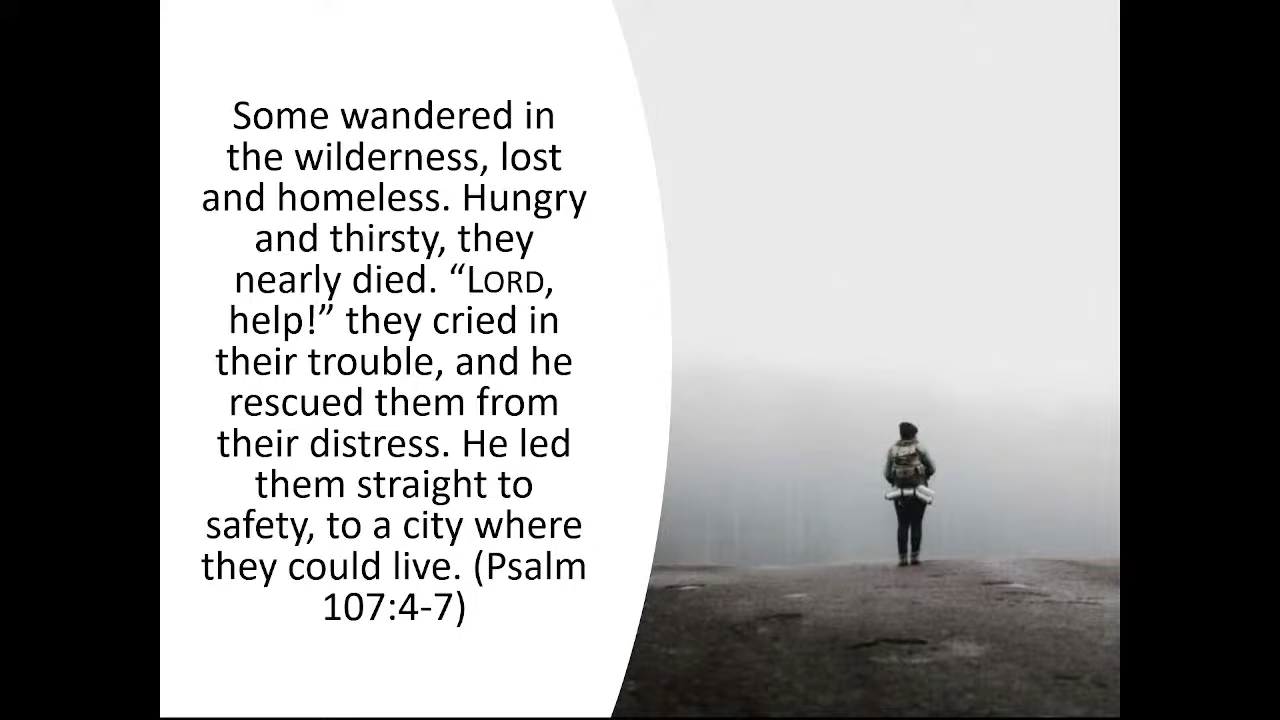 Some wandered in
the wilderness, lost
and homeless. Hungry
and thirsty, they
nearly died. “LORD,
help!” they cried in
their trouble, and he
rescued them from
their distress. He led
them straight to
safety, to a city where
they could live. (Psalm
107:4-7)